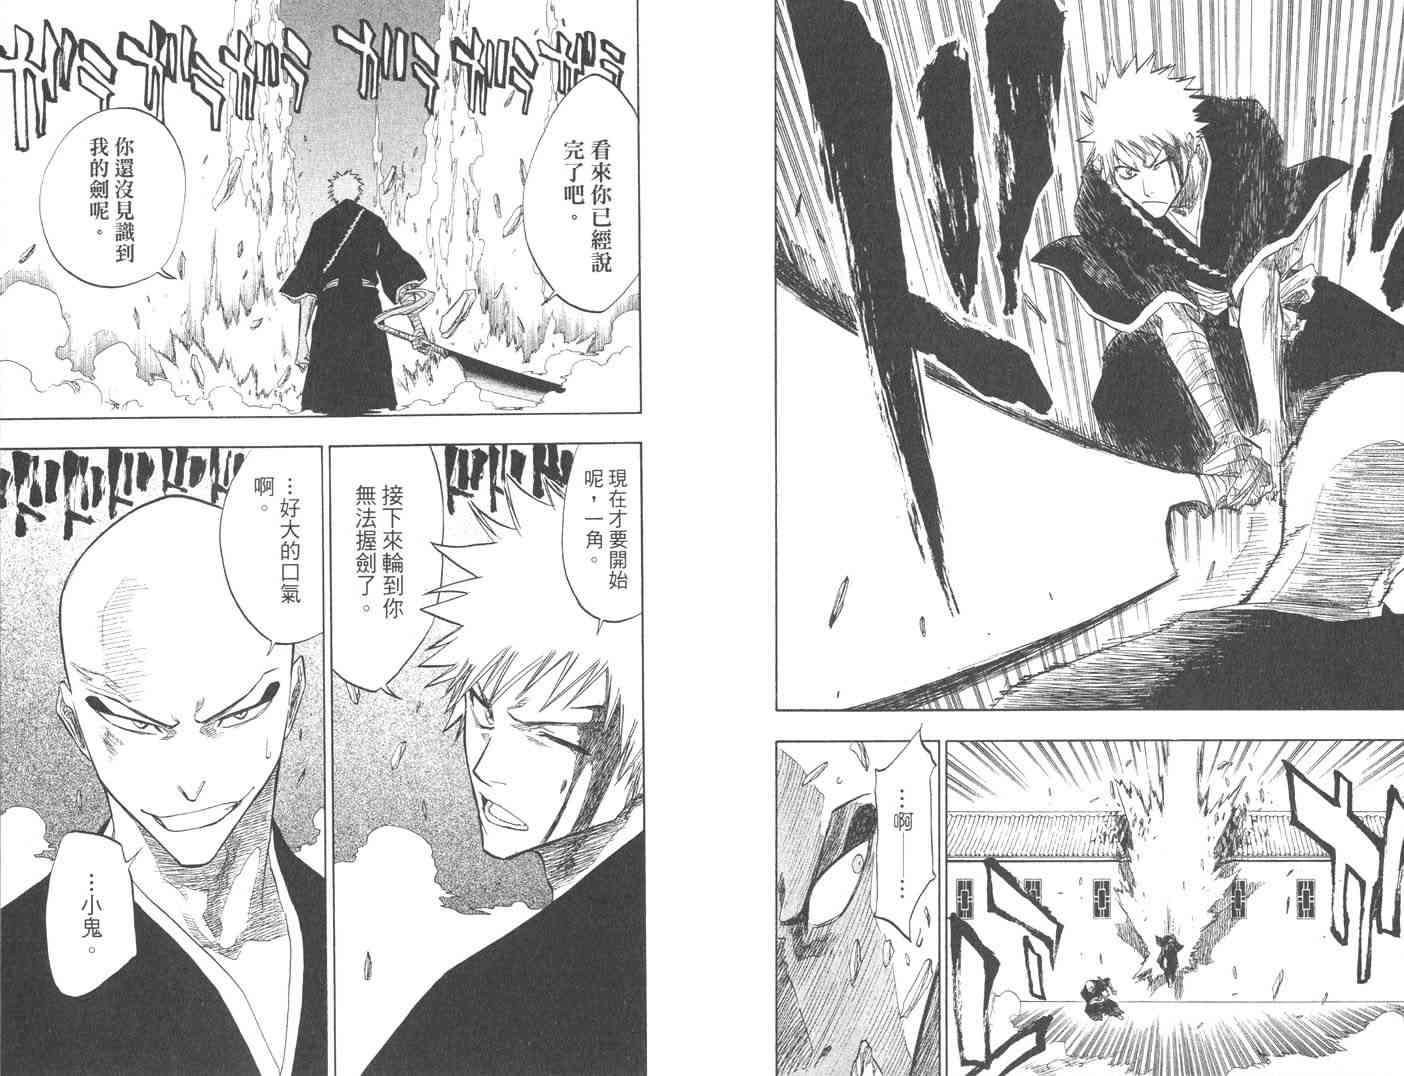 …啊……
看來你已經說
完了吧。
你還沒見識到
我的劍呢。
現在才要開始
呢，一角。
接下來輪到你
無法握劍了。
…好大的口氣
啊。
…小鬼。